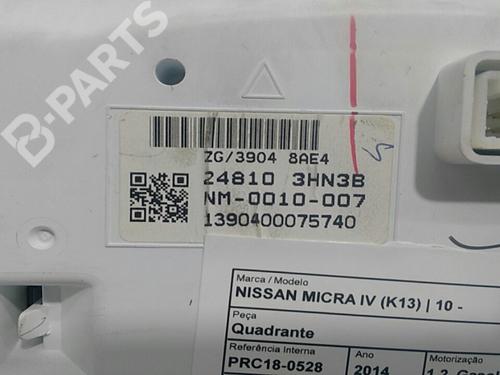 B-PARTS
ZG/3904 8AE4
24810 3HN3B
NM-0010-007
1390400075740
Marca / Modelo
NISSAN MICRA IV (K13) | 10 -
Peça
Quadrante
Referência Interna
PRC18-0528
Ano
2014
Motorização